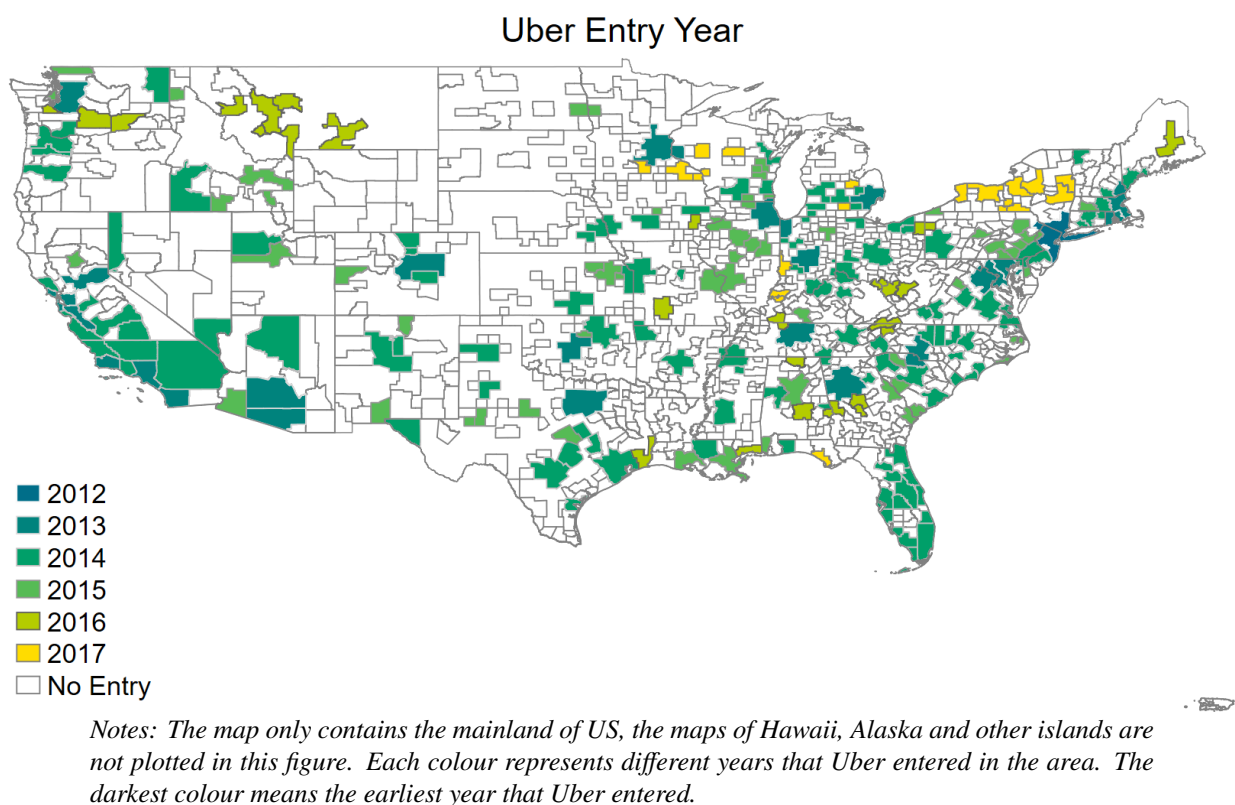 Uber Entry Year
2012
2013
2014
2015
2016
2017
No Entry
Notes: The map only contains the mainland of US, the maps of Hawaii, Alaska and other islands are
not plotted in this figure. Each colour represents different years that Uber entered in the area. The
darkest colour means the earliest year that Uber entered.